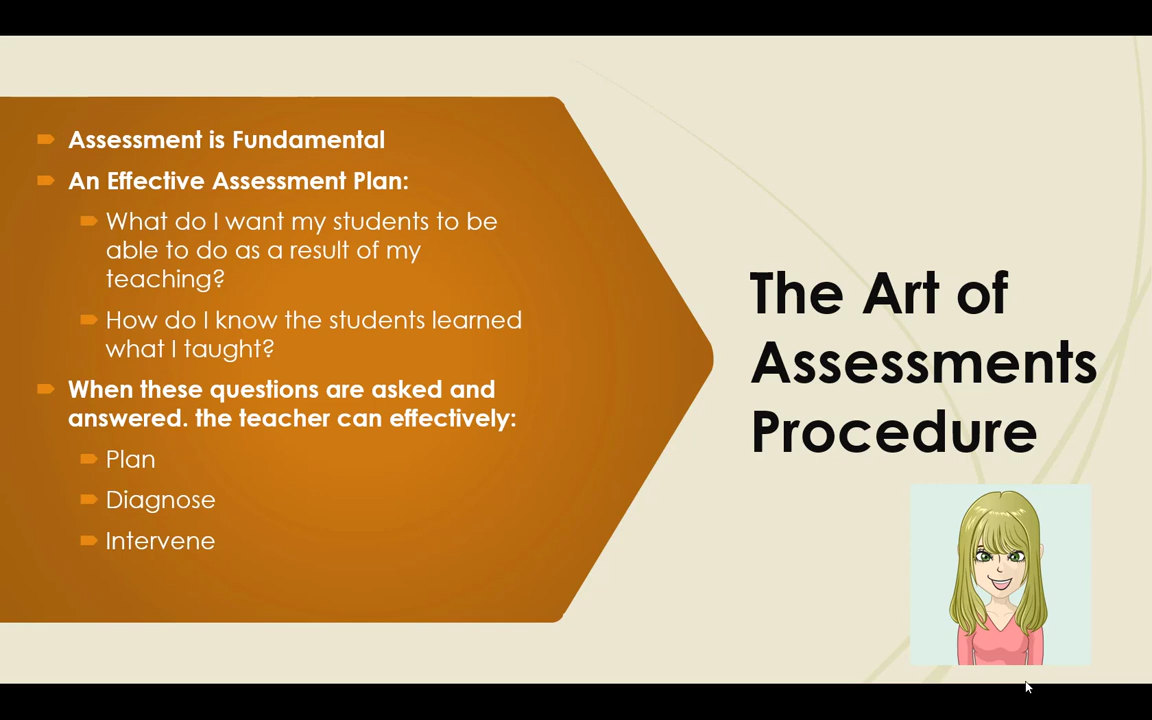 Assessment is Fundamental
An Effective Assessment Plan:
What do I want my students to be
able to do as a result of my
teaching?
How do I know the students learned
what I taught?
When these questions are asked and
answered. the teacher can effectively:
Plan
Diagnose
Intervene
The Art of
Assessments
Procedure